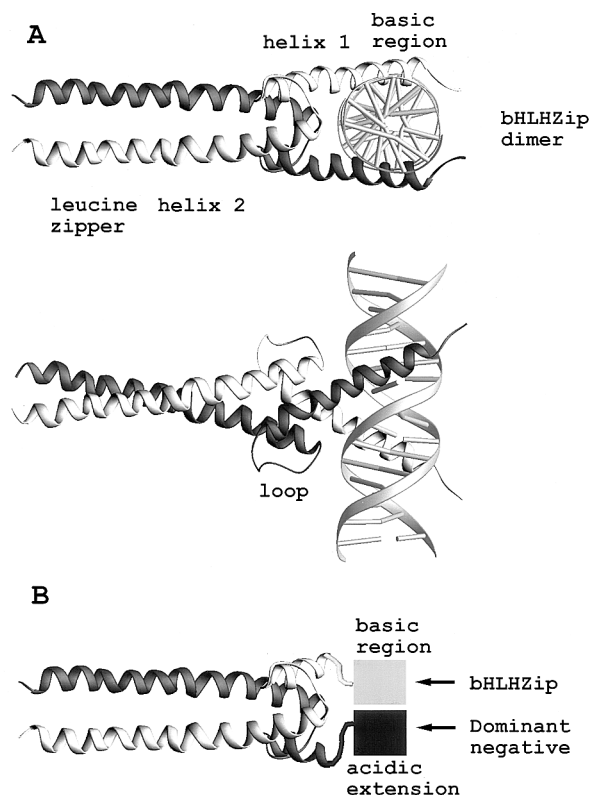 A
helix 1
basic
region
bHLHZip
dimer
leucine helix 2
zipper
loop
B
basic
region
bHLHZip
Dominant
negative
acidic
extension